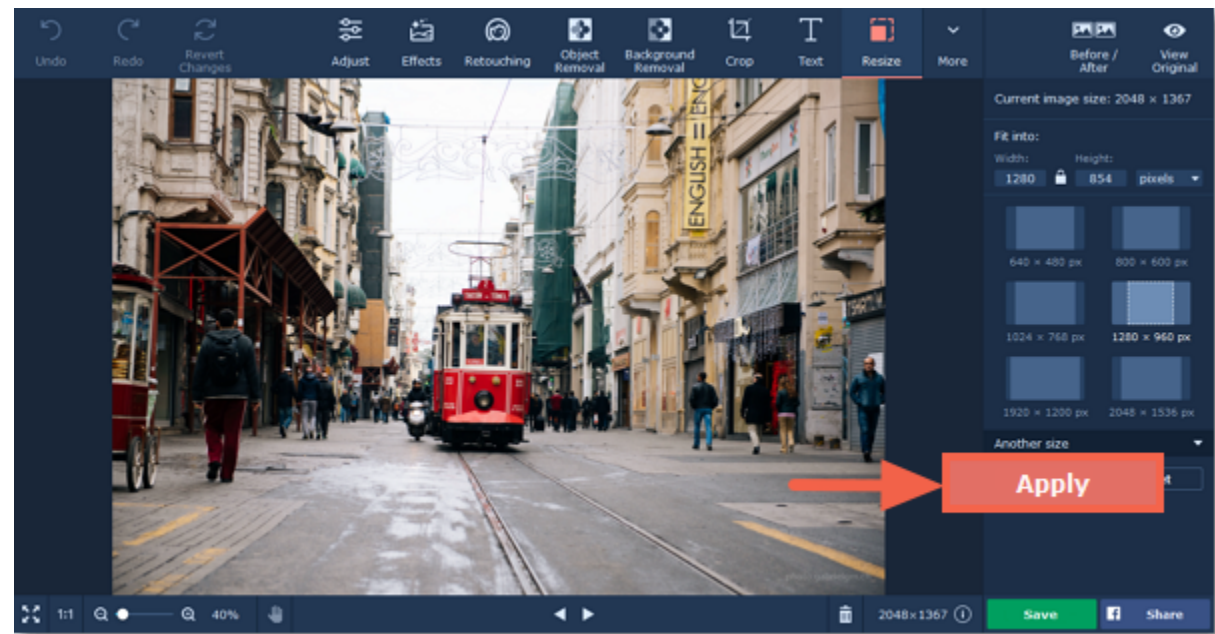 Undo
Redo
Revert
Changes
Adjust
Effects
Retouching
Object
Removal
Background
Removal
Crop
Text
Resize
More
Before /
After
View
Original
Current image size: 2048 × 1367
Fit into:
Width: Height:
1280 854 pixels
640 × 480 px 800 × 600 px
1024 × 768 px 1280 × 960 px
1920 × 1200 px 2048 × 1536 px
Another size
Apply
ENGLISH = ENG
1:1
40%
2048×1367
Save
Share